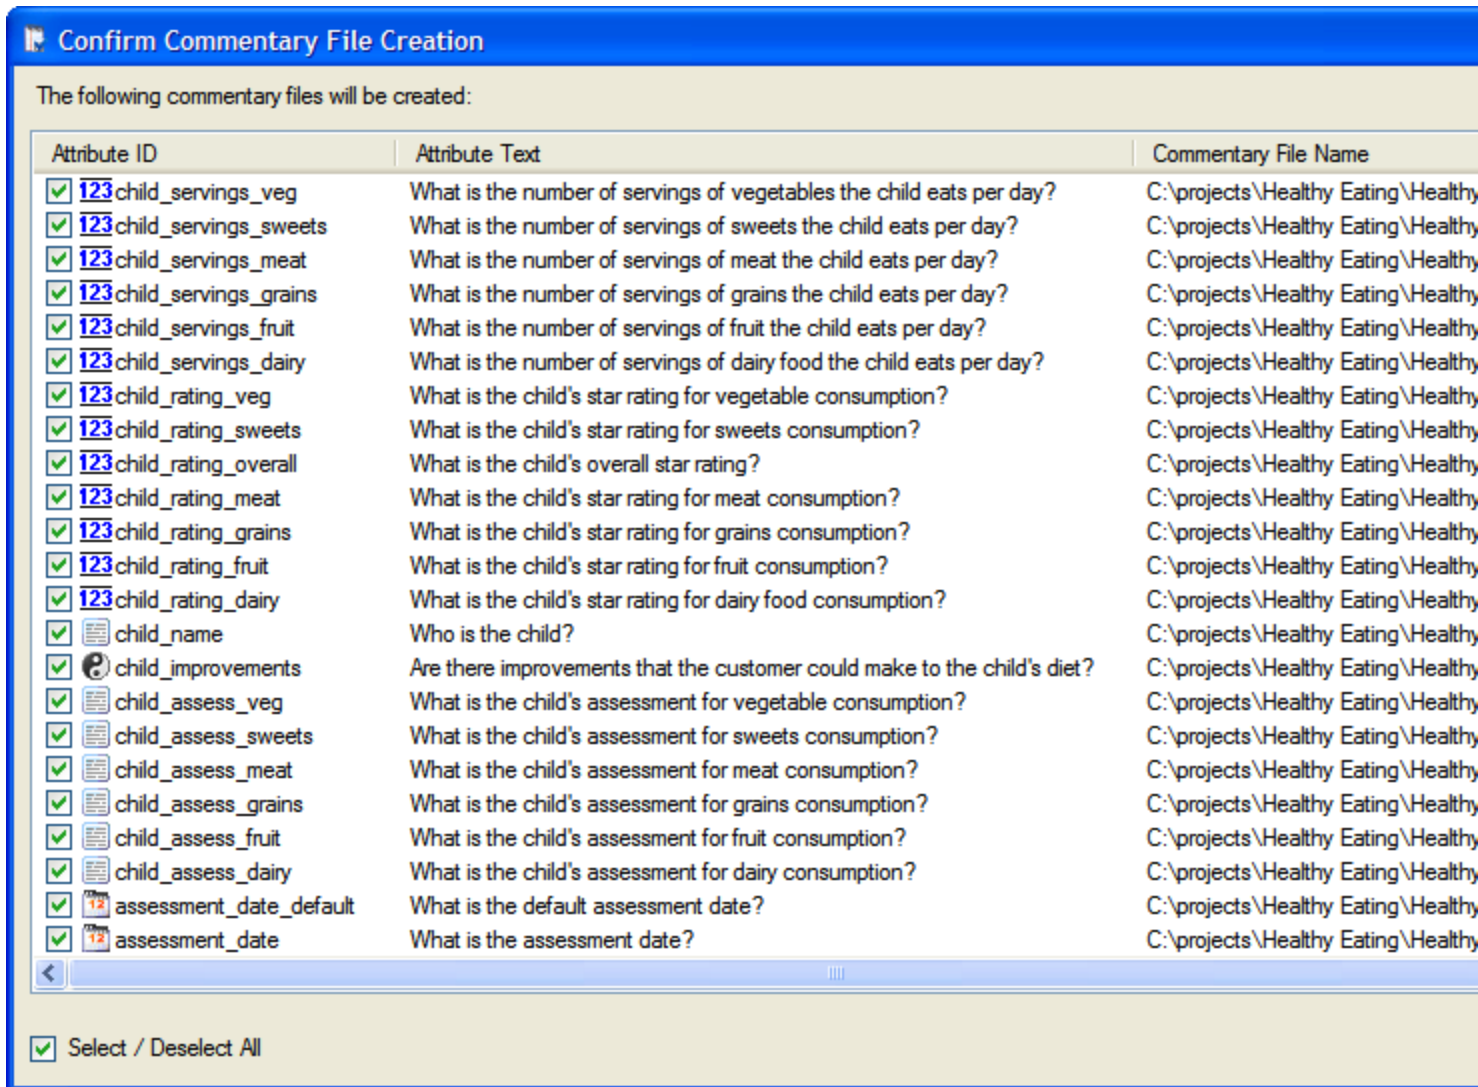 Confirm Commentary File Creation
The following commentary files will be created:
Attribute ID Attribute Text Commentary File Name
123 child_servings_veg What is the number of servings of vegetables the child eats per day? C:\projects\Healthy Eating\Healthy
123 child_servings_sweets What is the number of servings of sweets the child eats per day? C:\projects\Healthy Eating\Healthy
123 child_servings_meat What is the number of servings of meat the child eats per day? C:\projects\Healthy Eating\Healthy
123 child_servings_grains What is the number of servings of grains the child eats per day? C:\projects\Healthy Eating\Healthy
123 child_servings_fruit What is the number of servings of fruit the child eats per day? C:\projects\Healthy Eating\Healthy
123 child_servings_dairy What is the number of servings of dairy food the child eats per day? C:\projects\Healthy Eating\Healthy
123 child_rating_veg What is the child's star rating for vegetable consumption? C:\projects\Healthy Eating\Healthy
123 child_rating_sweets What is the child's star rating for sweets consumption? C:\projects\Healthy Eating\Healthy
123 child_rating_overall What is the child's overall star rating? C:\projects\Healthy Eating\Healthy
123 child_rating_meat What is the child's star rating for meat consumption? C:\projects\Healthy Eating\Healthy
123 child_rating_grains What is the child's star rating for grains consumption? C:\projects\Healthy Eating\Healthy
123 child_rating_fruit What is the child's star rating for fruit consumption? C:\projects\Healthy Eating\Healthy
123 child_rating_dairy What is the child's star rating for dairy food consumption? C:\projects\Healthy Eating\Healthy
child_name Who is the child? C:\projects\Healthy Eating\Healthy
child_improvements Are there improvements that the customer could make to the child's diet? C:\projects\Healthy Eating\Healthy
child_assess_veg What is the child's assessment for vegetable consumption? C:\projects\Healthy Eating\Healthy
child_assess_sweets What is the child's assessment for sweets consumption? C:\projects\Healthy Eating\Healthy
child_assess_meat What is the child's assessment for meat consumption? C:\projects\Healthy Eating\Healthy
child_assess_grains What is the child's assessment for grains consumption? C:\projects\Healthy Eating\Healthy
child_assess_fruit What is the child's assessment for fruit consumption? C:\projects\Healthy Eating\Healthy
child_assess_dairy What is the child's assessment for dairy consumption? C:\projects\Healthy Eating\Healthy
12 assessment_date_default What is the default assessment date? C:\projects\Healthy Eating\Healthy
12 assessment_date What is the assessment date? C:\projects\Healthy Eating\Healthy
Select / Deselect All